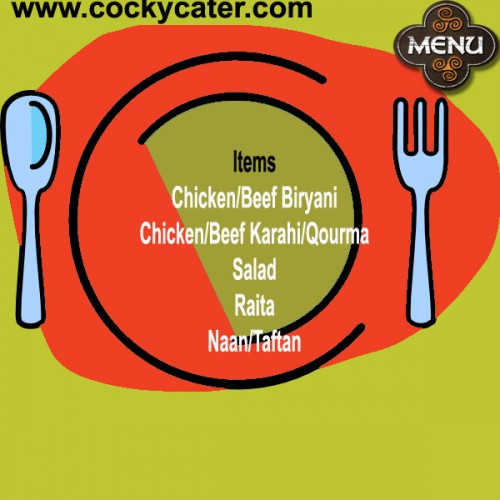 www.cockycater.com
MENU
Items
Chicken/Beef Biryani
Chicken/Beef Karahi/Qourma
Salad
Raita
Naan/Taftan